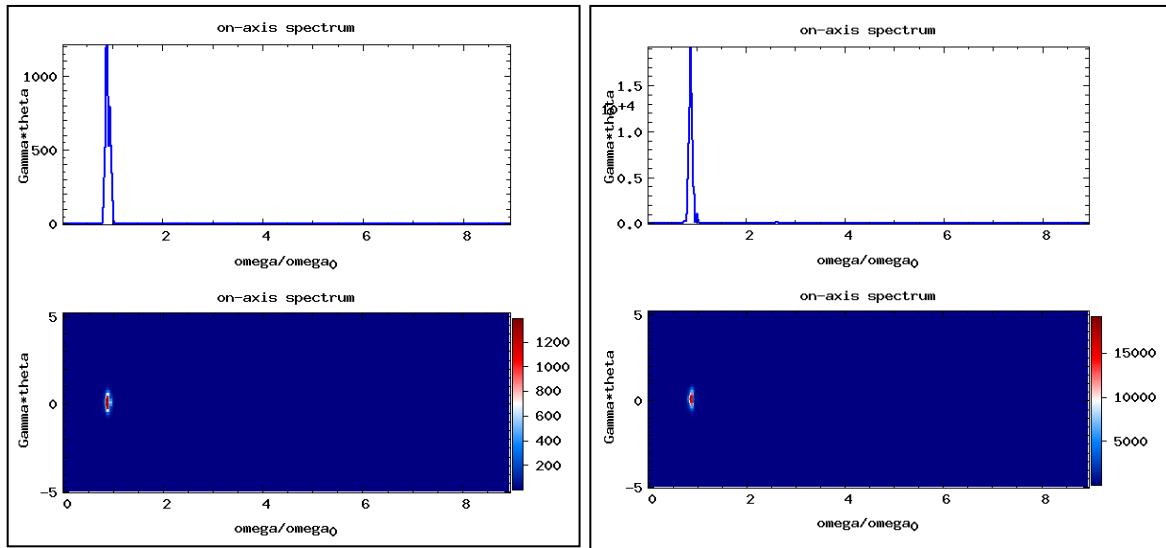 on-axis spectrum
1000
500
0
Gamma*theta
2 4 6 8
omega/omega0
on-axis spectrum
5
0
-5
Gamma*theta
0 2 4 6 8
omega/omega0
1200
1000
800
600
400
200
on-axis spectrum
1.5
1e+4
1.0
0.5
0.0
Gamma*theta
2 4 6 8
omega/omega0
on-axis spectrum
5
0
-5
Gamma*theta
0 2 4 6 8
omega/omega0
15000
10000
5000